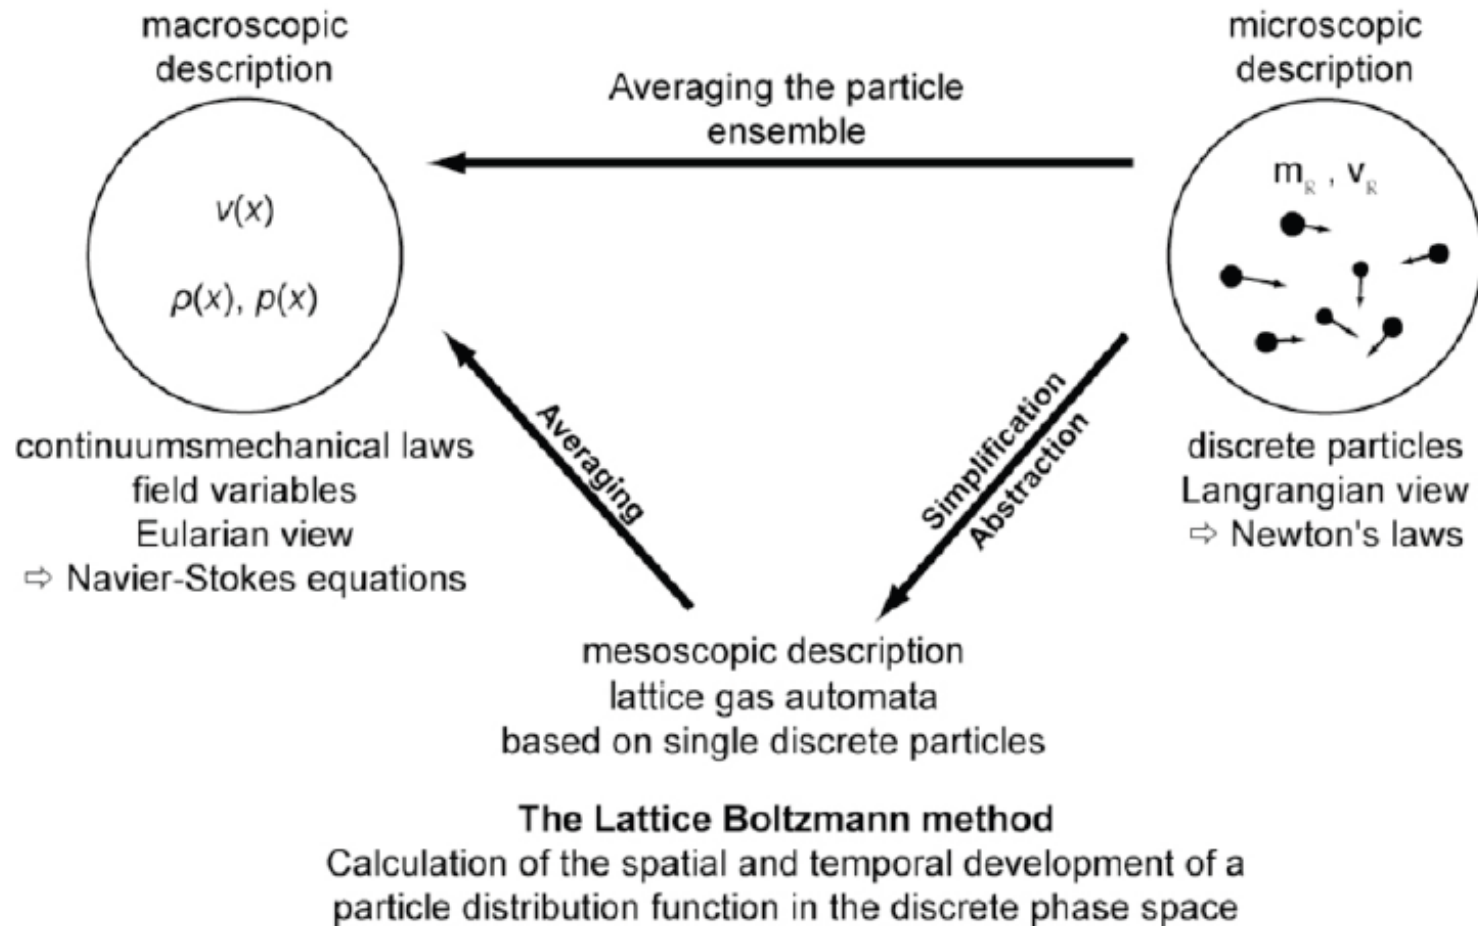 macroscopic
description
microscopic
description
Averaging the particle
ensemble
v(x)
ρ(x), p(x)
m_R , v_R
continuumsmechanical laws
field variables
Eularian view
⇨ Navier-Stokes equations
Averaging
Simplification
Abstraction
discrete particles
Langrangian view
⇨ Newton's laws
mesoscopic description
lattice gas automata
based on single discrete particles
The Lattice Boltzmann method
Calculation of the spatial and temporal development of a
particle distribution function in the discrete phase space